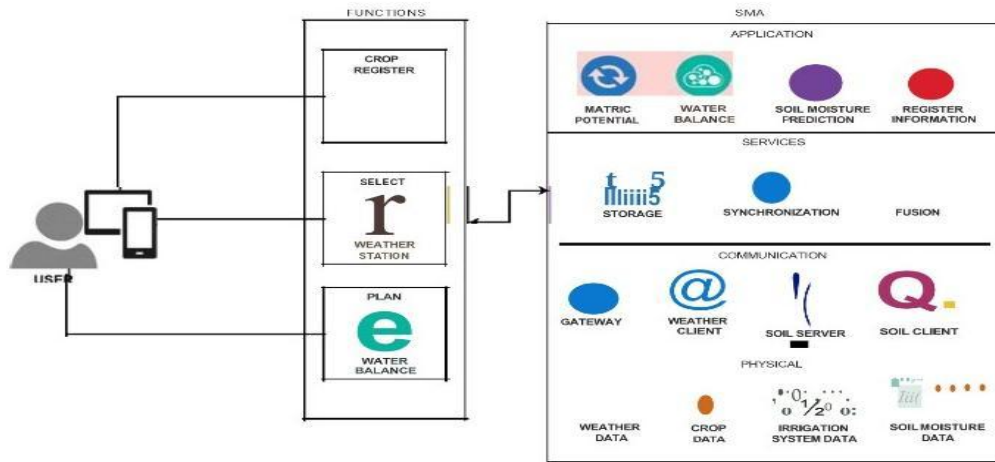 FUNCTIONS
CROP
REGISTER
SELECT
r
WEATHER
STATION
PLAN
e
WATER
BALANCE
USER
SMA
APPLICATION
MATRIC
POTENTIAL
WATER
BALANCE
SOIL MOISTURE
PREDICTION
REGISTER
INFORMATION
SERVICES
STORAGE
SYNCHRONIZATION
FUSION
COMMUNICATION
GATEWAY
@
WEATHER
CLIENT
SOIL SERVER
Q.
SOIL CLIENT
PHYSICAL
WEATHER
DATA
CROP
DATA
o ½0 o:
IRRIGATION
SYSTEM DATA
SOIL MOISTURE
DATA